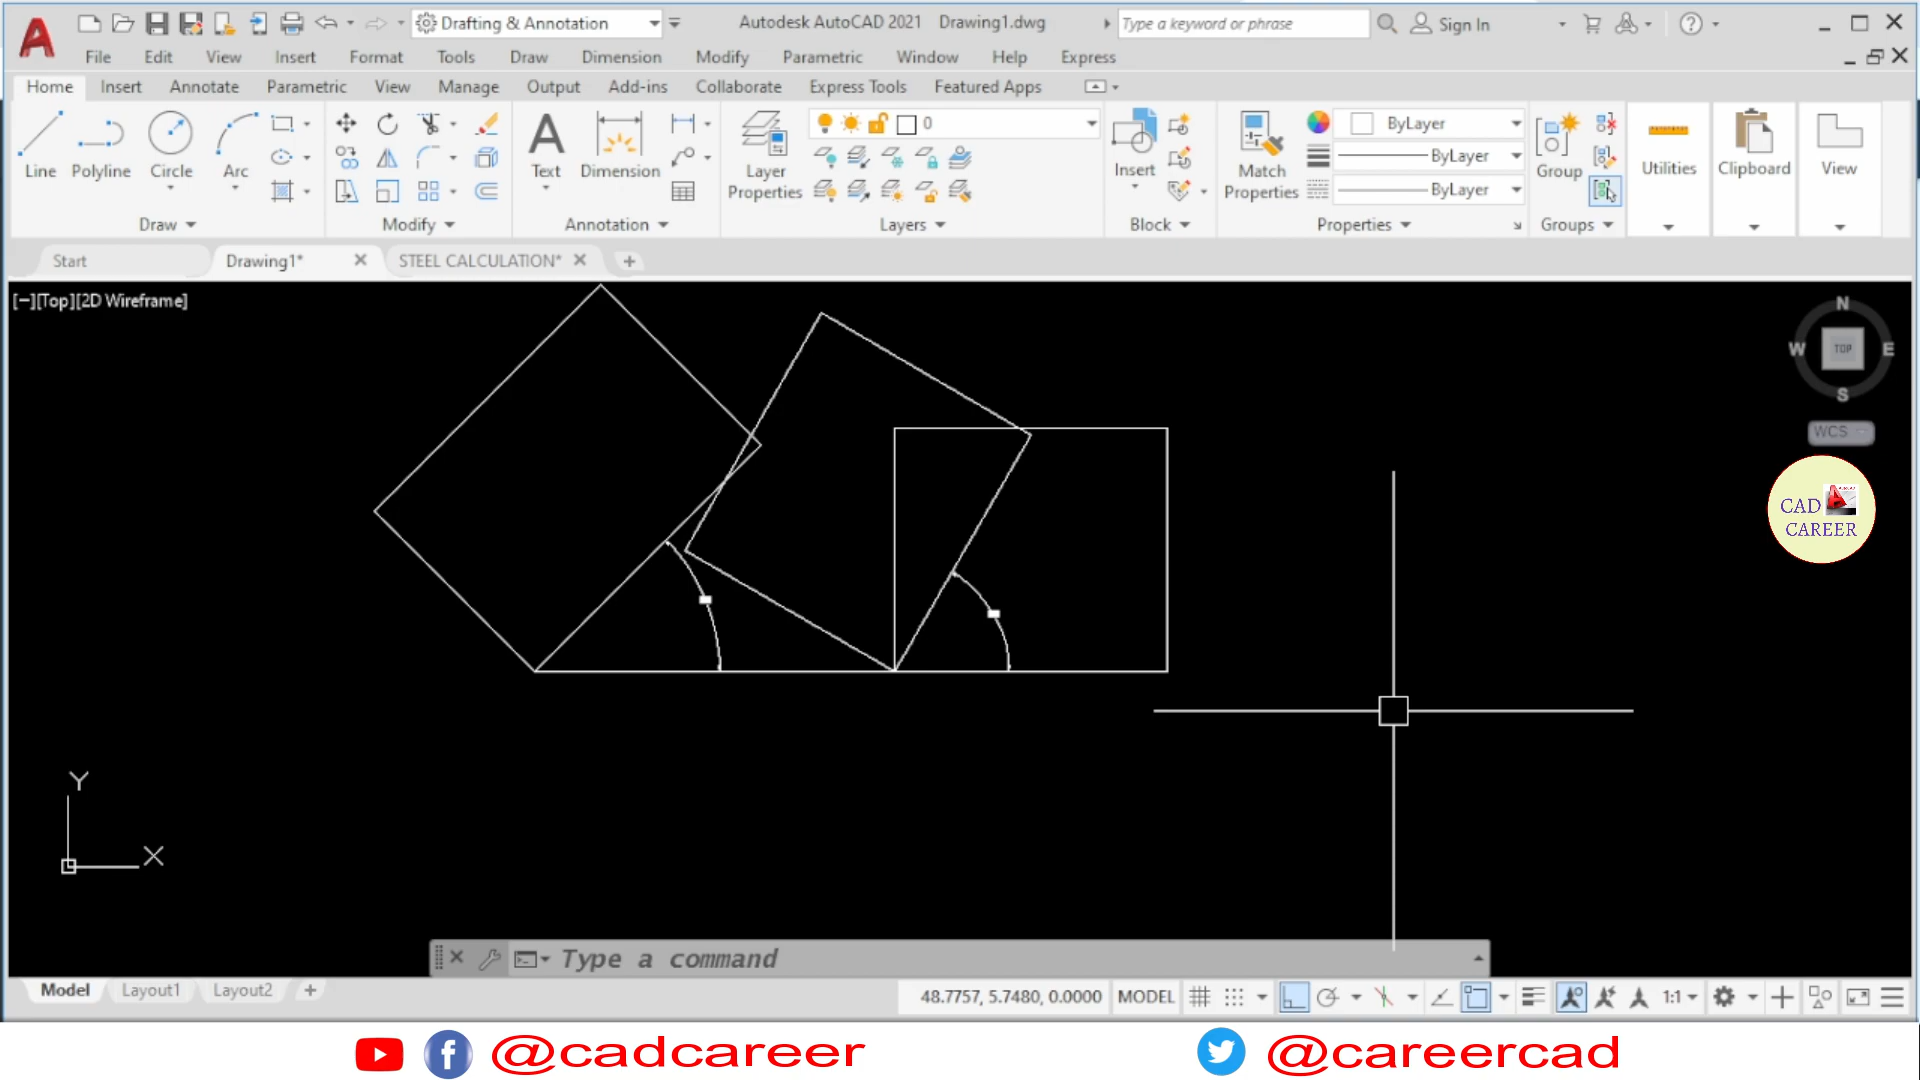 Drafting & Annotation
Autodesk AutoCAD 2021 Drawing1.dwg
Type a keyword or phrase
Sign In
File Edit View Insert Format Tools Draw Dimension Modify Parametric Window Help Express
Home Insert Annotate Parametric View Manage Output Add-ins Collaborate Express Tools Featured Apps
0
ByLayer
ByLayer
ByLayer
Line Polyline Circle Arc
Text Dimension
Layer Properties
Insert
Match Properties
Group
Utilities Clipboard View
Draw Modify Annotation Layers Block Properties Groups
Start Drawing1* STEEL CALCULATION*
[−][Top][2D Wireframe]
N
W TOP E
S
WCS
CAD
CAREER
Y
X
Type a command
Model Layout1 Layout2
48.7757, 5.7480, 0.0000 MODEL 1:1
@cadcareer @careercad